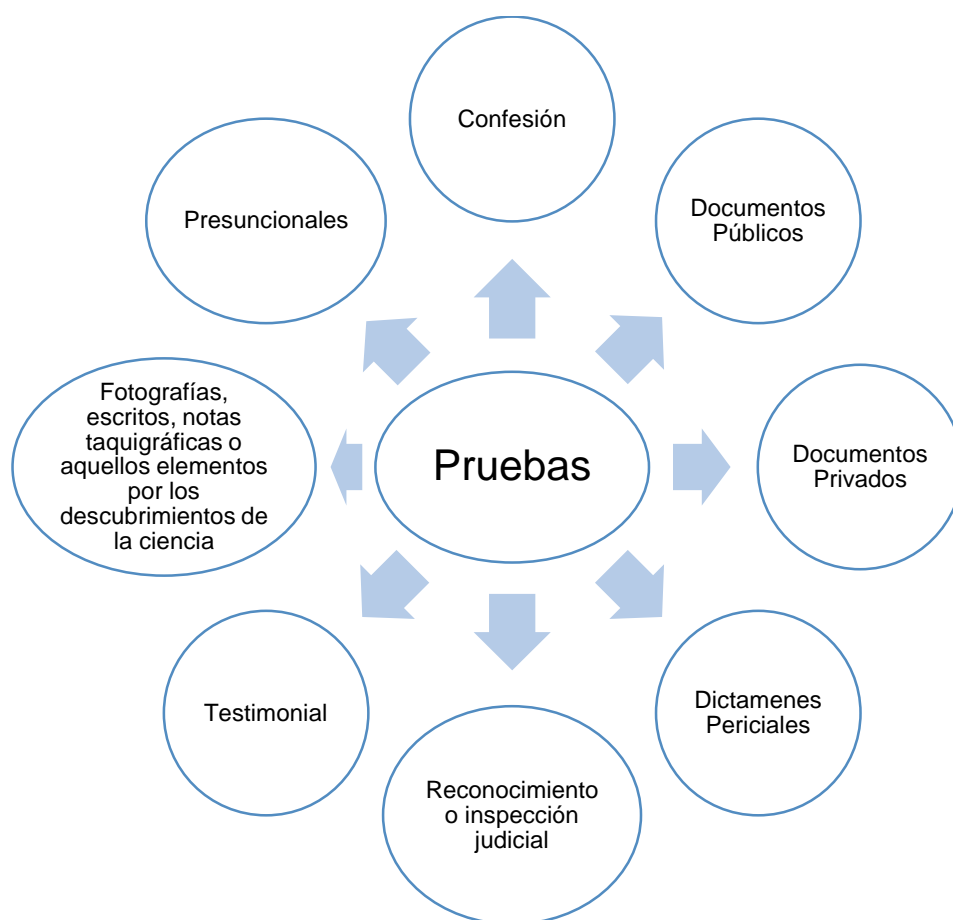 Confesión
Documentos
Públicos
Documentos
Privados
Dictamenes
Periciales
Reconocimiento
o inspección
judicial
Testimonial
Fotografías,
escritos, notas
taquigráficas o
aquellos elementos
por los
descubrimientos de
la ciencia
Presuncionales
Pruebas